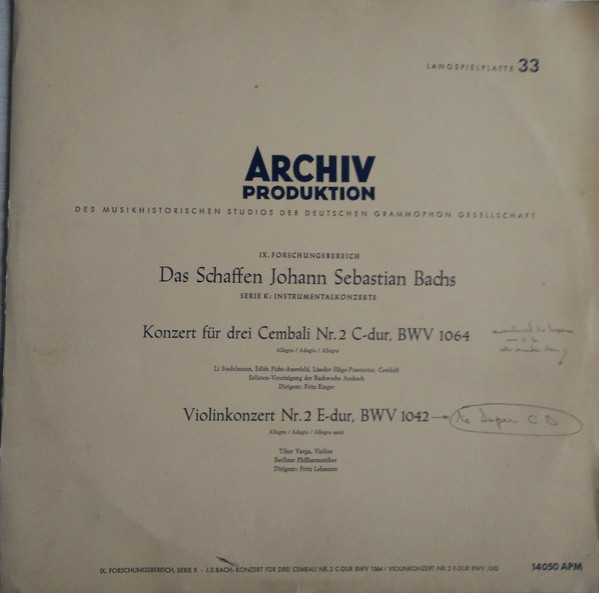 LANGSPIELPLATTE 33
ARCHIV
PRODUKTION
DES MUSIKHISTORISCHEN STUDIOS DER DEUTSCHEN GRAMMOPHON GESELLSCHAFT
IX. FORSCHUNGSBEREICH
Das Schaffen Johann Sebastian Bachs
SERIE K: INSTRUMENTALKONZERTE
Konzert für drei Cembali Nr. 2 C-dur, BWV 1064
Allegro / Adagio / Allegro
Li Stadelmann, Edith Picht-Axenfeld, Lisedor Häge-Praetorius, Cembali
Solisten-Vereinigung der Bachwoche Ansbach
Dirigent: Fritz Rieger
Violinkonzert Nr. 2 E-dur, BWV 1042
CD
Allegro / Adagio / Allegro assai
Tibor Varga, Violine
Berliner Philharmoniker
Dirigent: Fritz Lehmann
IX. FORSCHUNGSBEREICH, SERIE K - J.S.BACH: KONZERT FÜR DREI CEMBALI NR. 2 C-DUR BWV 1064 / VIOLINKONZERT NR. 2 E-DUR BWV 1042
14050 APM